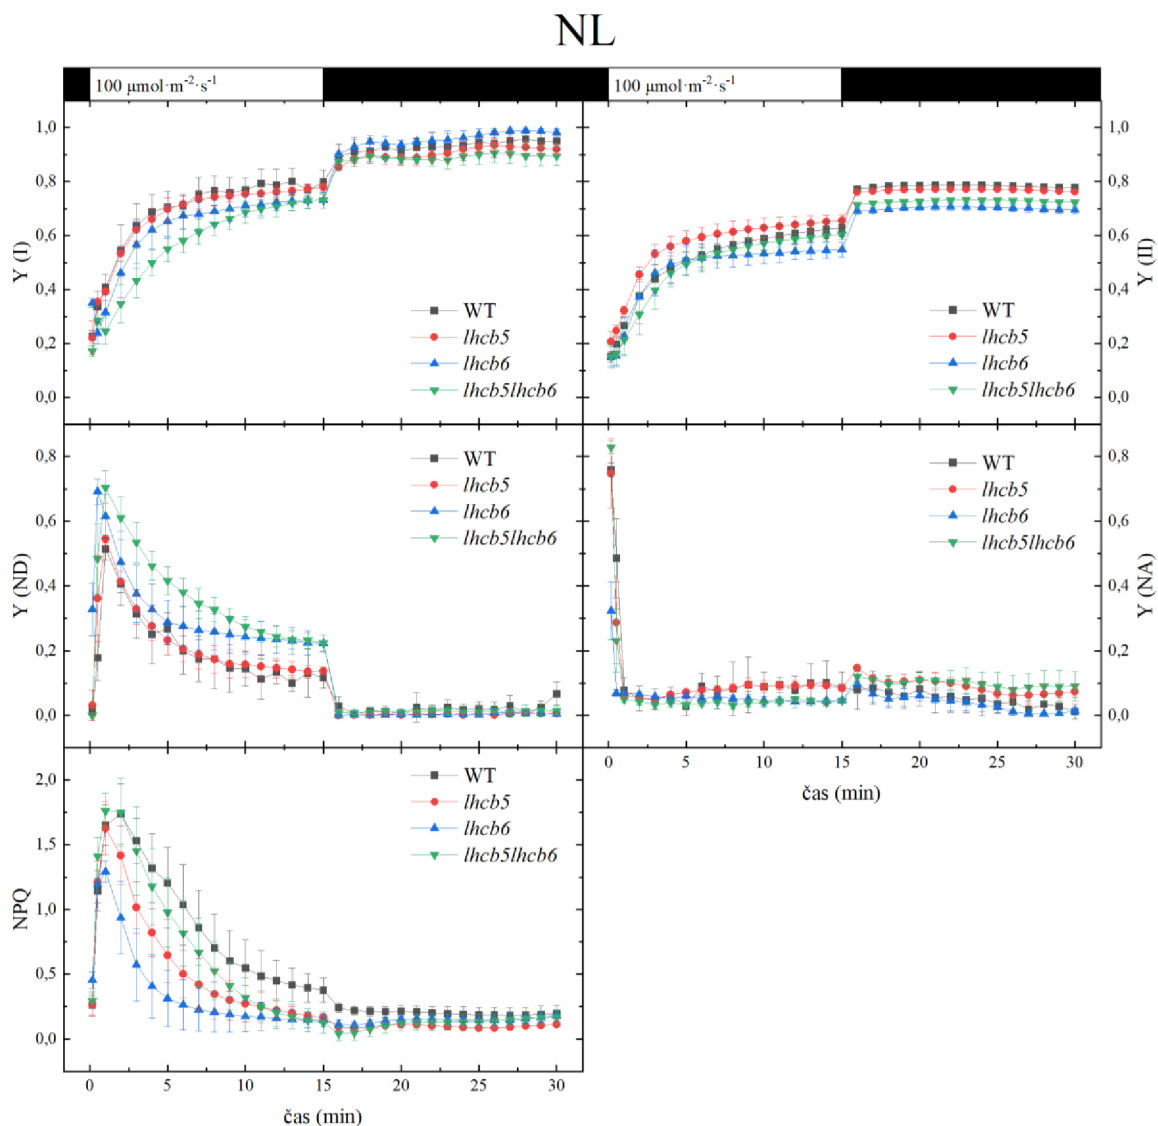 NL
100 μmol·m⁻²·s⁻¹
100 μmol·m⁻²·s⁻¹
Y (I)
1,0
0,8
0,6
0,4
0,2
0,0
WT
lhcb5
lhcb6
lhcb5lhcb6
WT
lhcb5
lhcb6
lhcb5lhcb6
1,0
0,8
0,6
0,4
0,2
0,0
Y (II)
Y (ND)
0,8
0,6
0,4
0,2
0,0
WT
lhcb5
lhcb6
lhcb5lhcb6
WT
lhcb5
lhcb6
lhcb5lhcb6
0,8
0,6
0,4
0,2
0,0
Y (NA)
0 5 10 15 20 25 30
čas (min)
NPQ
2,0
1,5
1,0
0,5
0,0
WT
lhcb5
lhcb6
lhcb5lhcb6
0 5 10 15 20 25 30
čas (min)